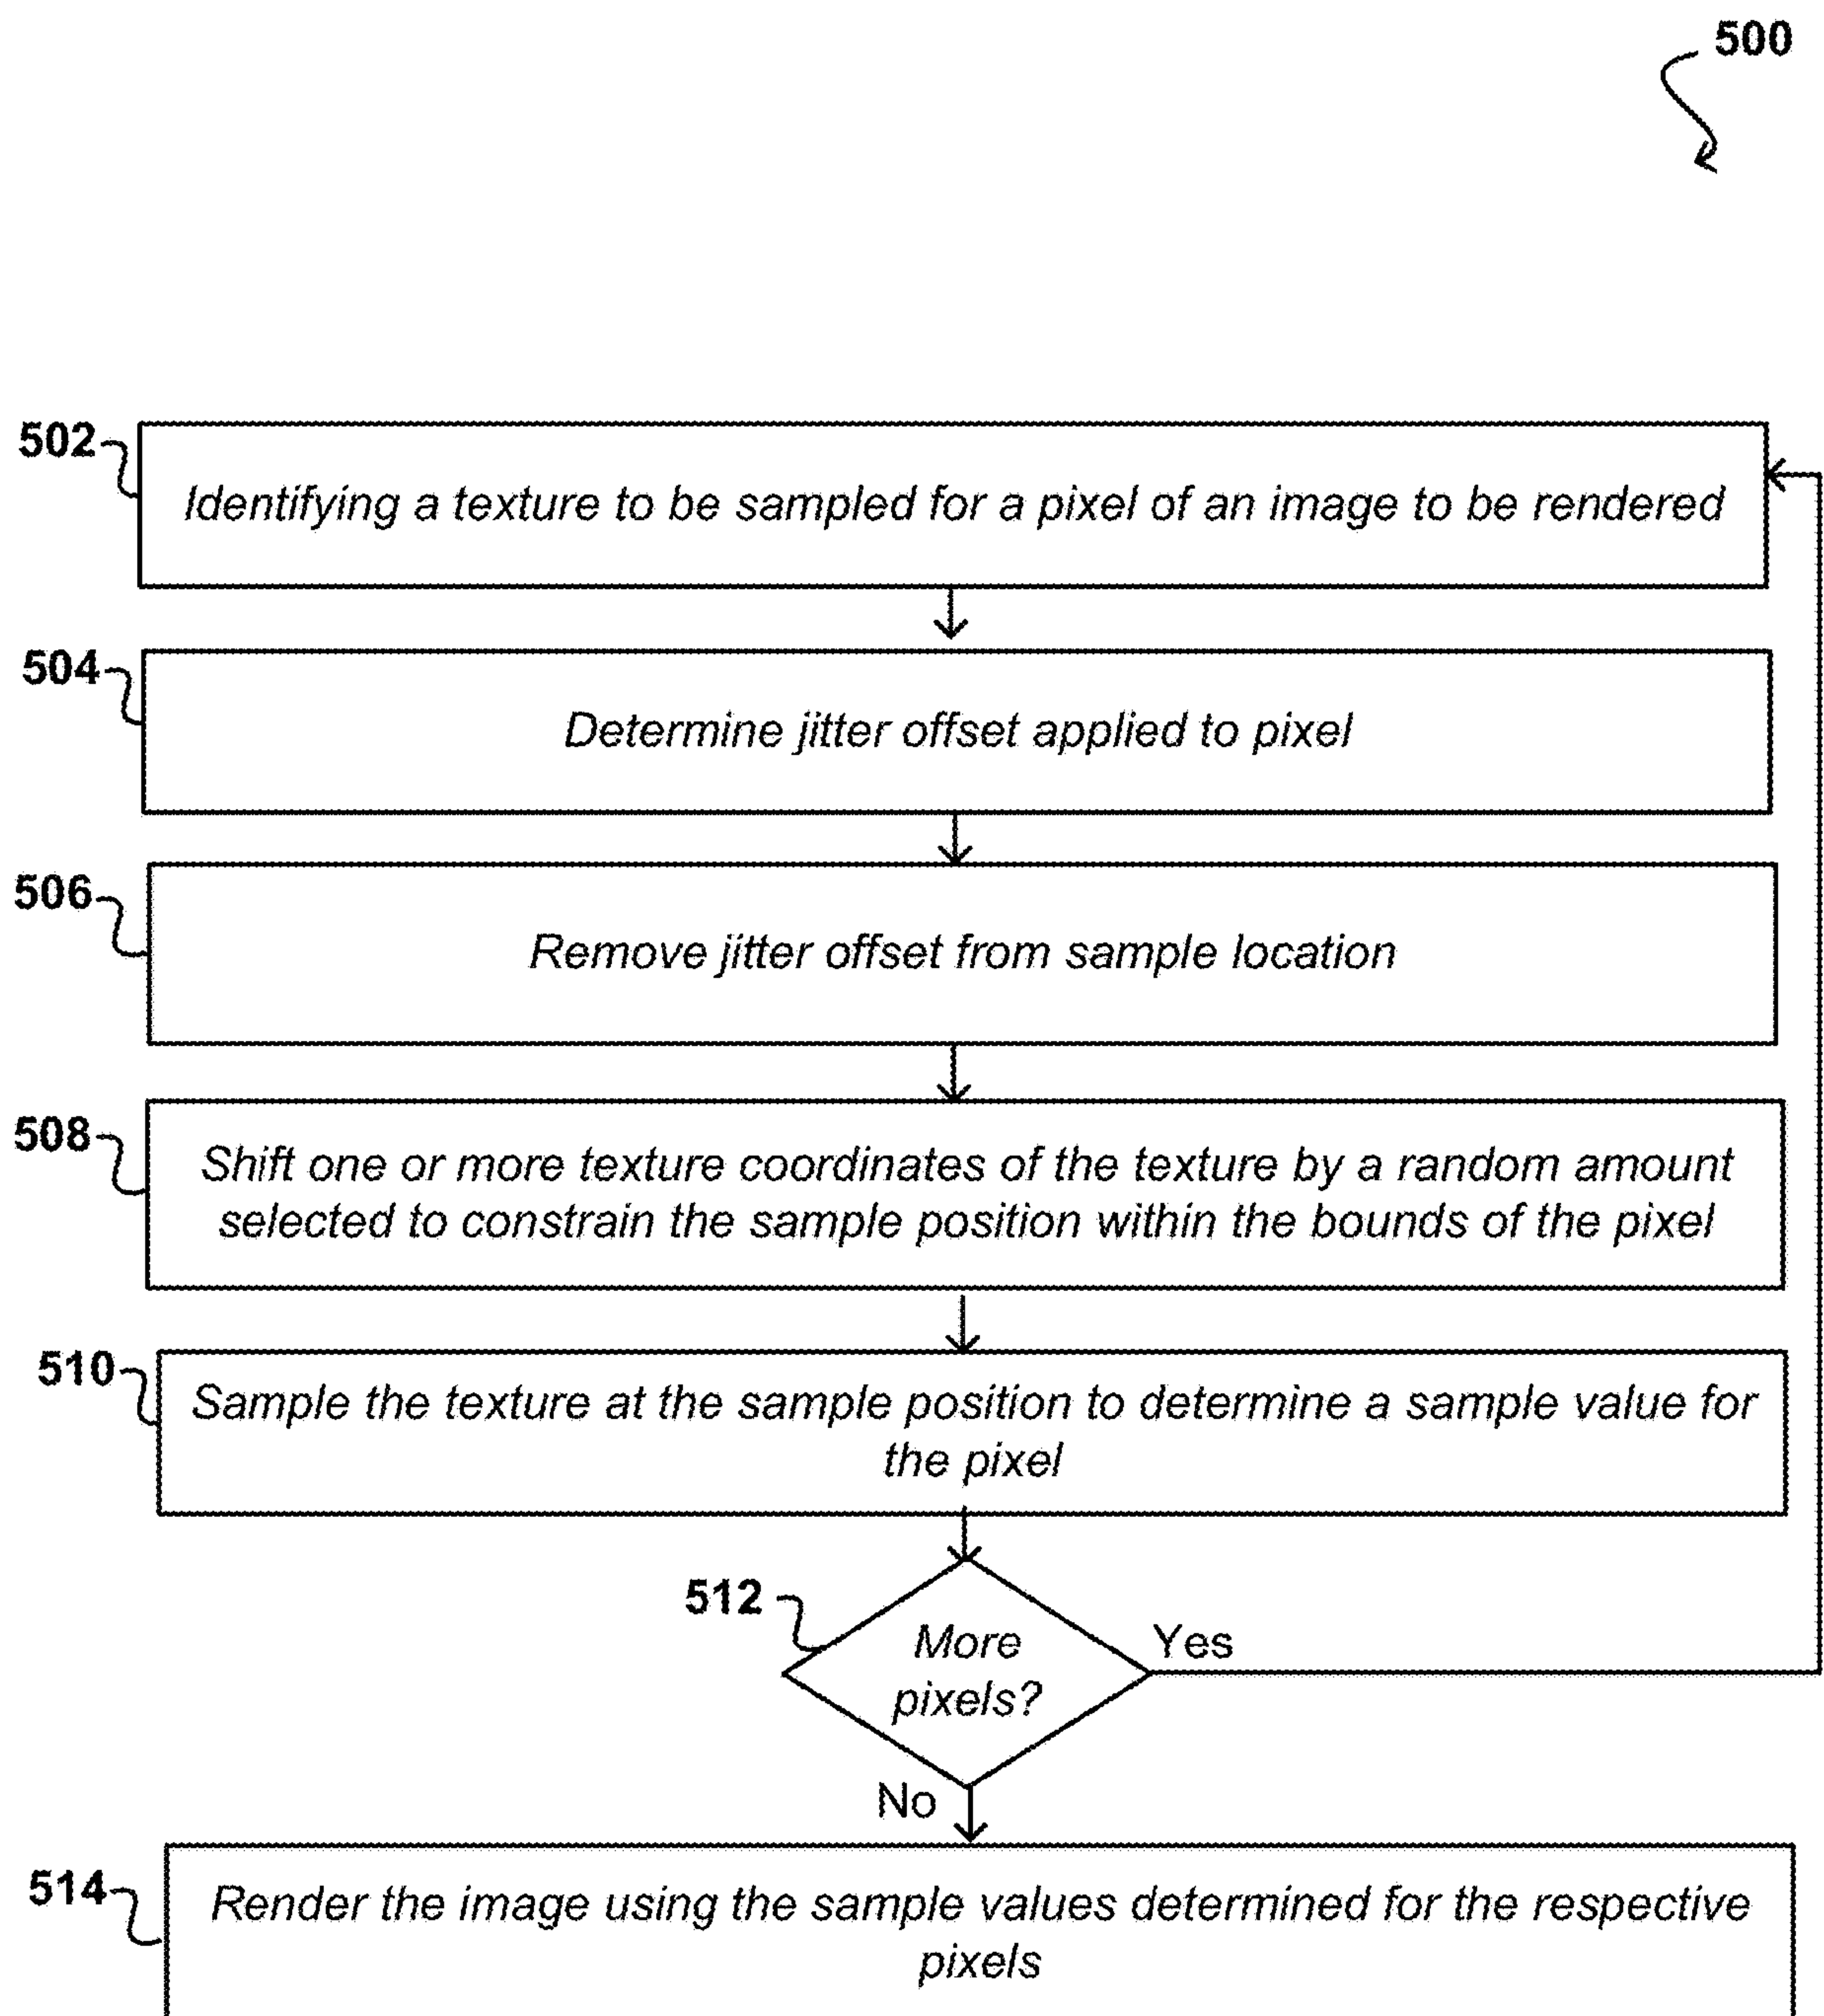 500
502
Identifying a texture to be sampled for a pixel of an image to be rendered
504
Determine jitter offset applied to pixel
506
Remove jitter offset from sample location
508
Shift one or more texture coordinates of the texture by a random amount
selected to constrain the sample position within the bounds of the pixel
510
Sample the texture at the sample position to determine a sample value for
the pixel
512
More
pixels?
Yes
No
514
Render the image using the sample values determined for the respective
pixels